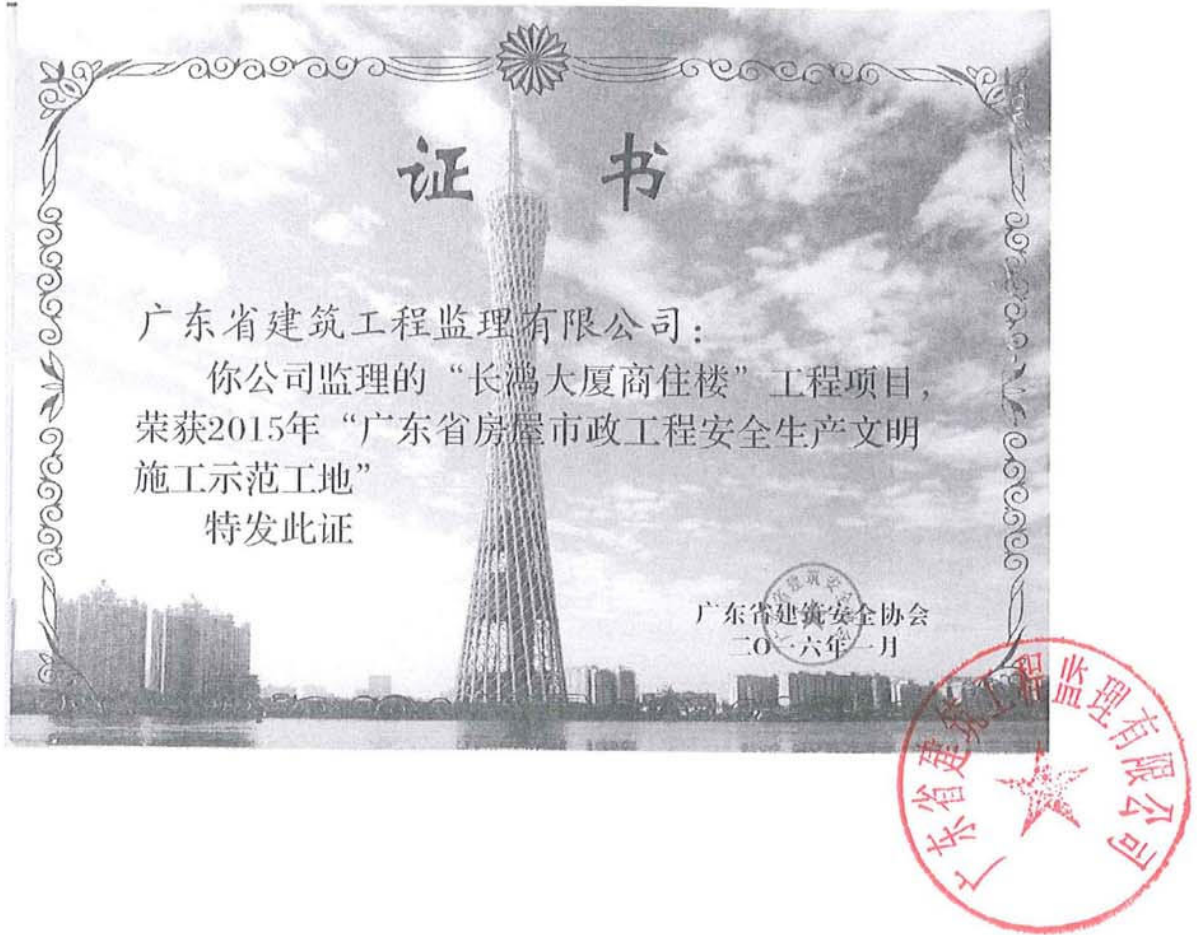 证 书
广东省建筑工程监理有限公司：
你公司监理的“长鸿大厦商住楼”工程项目，
荣获2015年“广东省房屋市政工程安全生产文明
施工示范工地”
特发此证
广东省建筑安全协会
二O一六年一月
广东省建筑工程监理有限公司